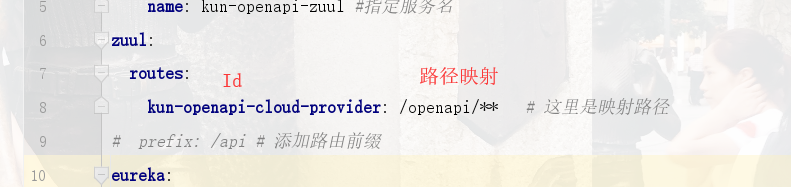 5 name: kun-openapi-zuul #指定服务名
6 zuul:
7 routes: Id 路径映射
8 kun-openapi-cloud-provider: /openapi/** # 这里是映射路径
9 # prefix: /api # 添加路由前缀
10 eureka: